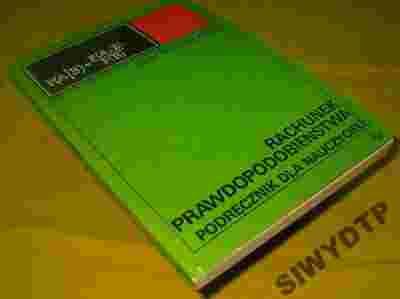 P(A|B) = P(A∩B)
P(B)
RACHUNEK
PRAWDOPODOBIEŃSTWA
PODRĘCZNIK DLA NAUCZYCIELI
SIWYDTP